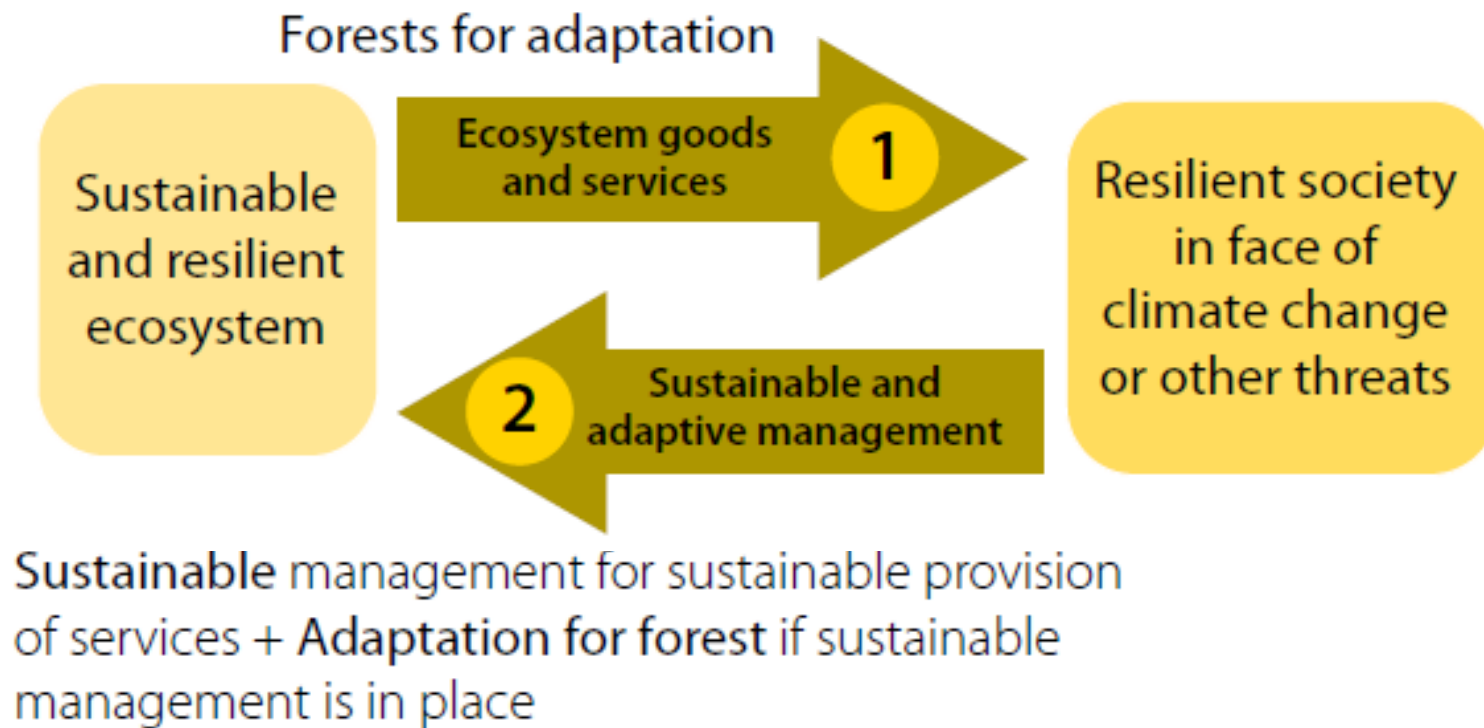 Forests for adaptation
Sustainable
and resilient
ecosystem
Ecosystem goods
and services
1
Resilient society
in face of
climate change
or other threats
2
Sustainable and
adaptive management
Sustainable management for sustainable provision
of services + Adaptation for forest if sustainable
management is in place